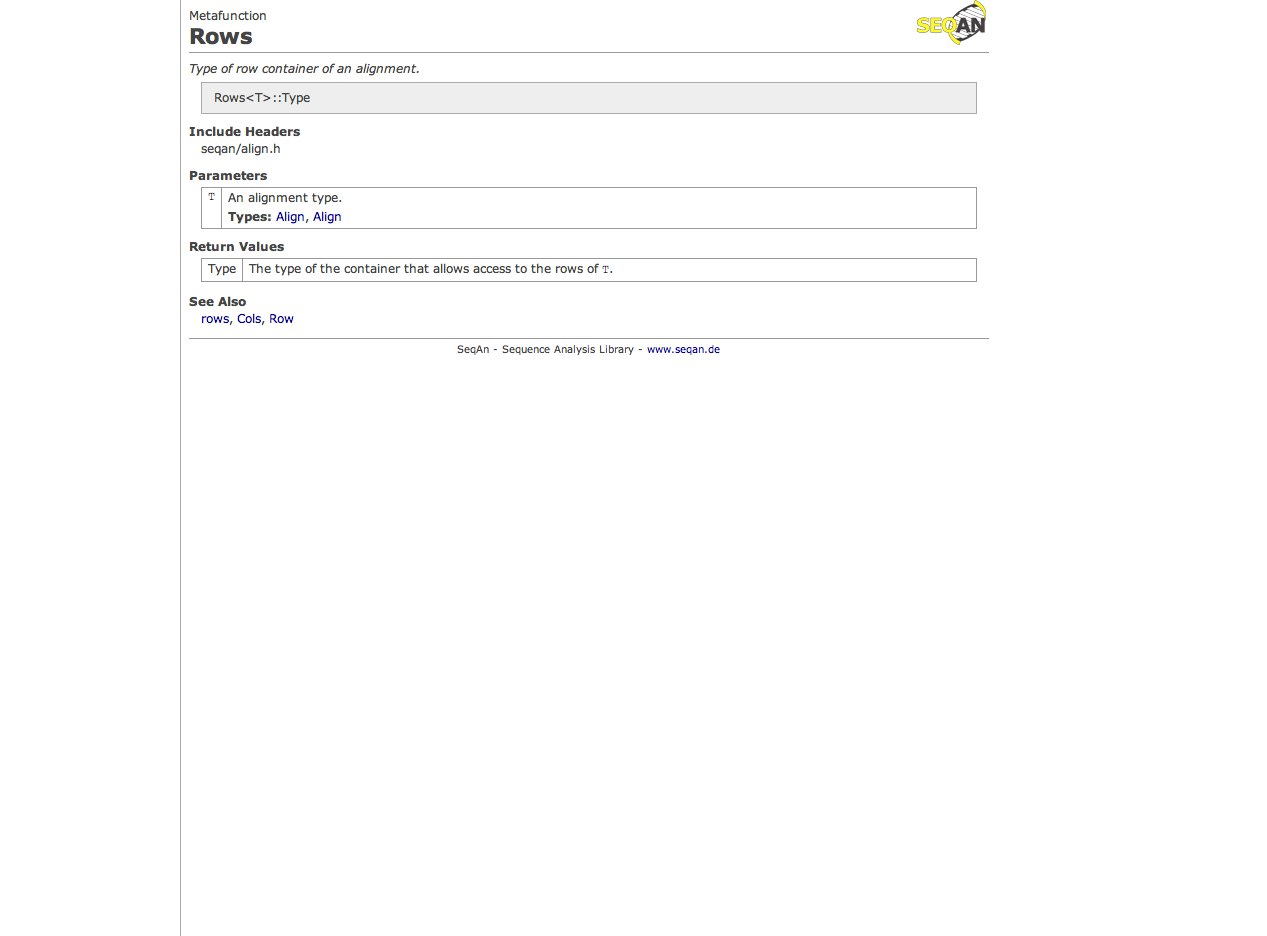 Metafunction
Rows
SEQAN
Type of row container of an alignment.
Rows<T>::Type
Include Headers
seqan/align.h
Parameters
T An alignment type.
Types: Align, Align
Return Values
Type The type of the container that allows access to the rows of T.
See Also
rows, Cols, Row
SeqAn - Sequence Analysis Library - www.seqan.de